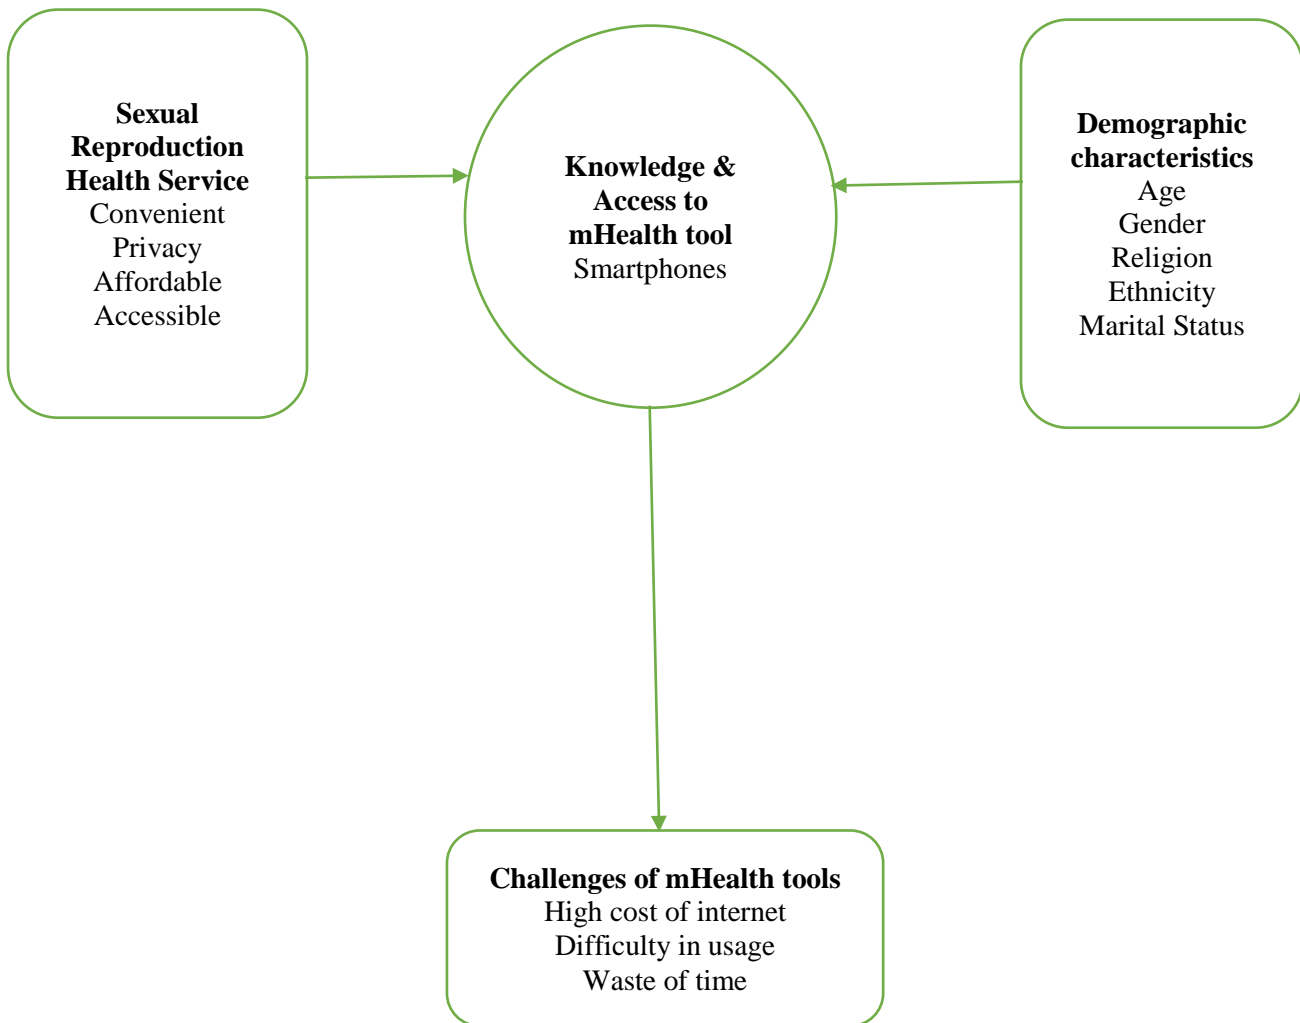 Sexual
Reproduction
Health Service
Convenient
Privacy
Affordable
Accessible
Knowledge &
Access to
mHealth tool
Smartphones
Demographic
characteristics
Age
Gender
Religion
Ethnicity
Marital Status
Challenges of mHealth tools
High cost of internet
Difficulty in usage
Waste of time